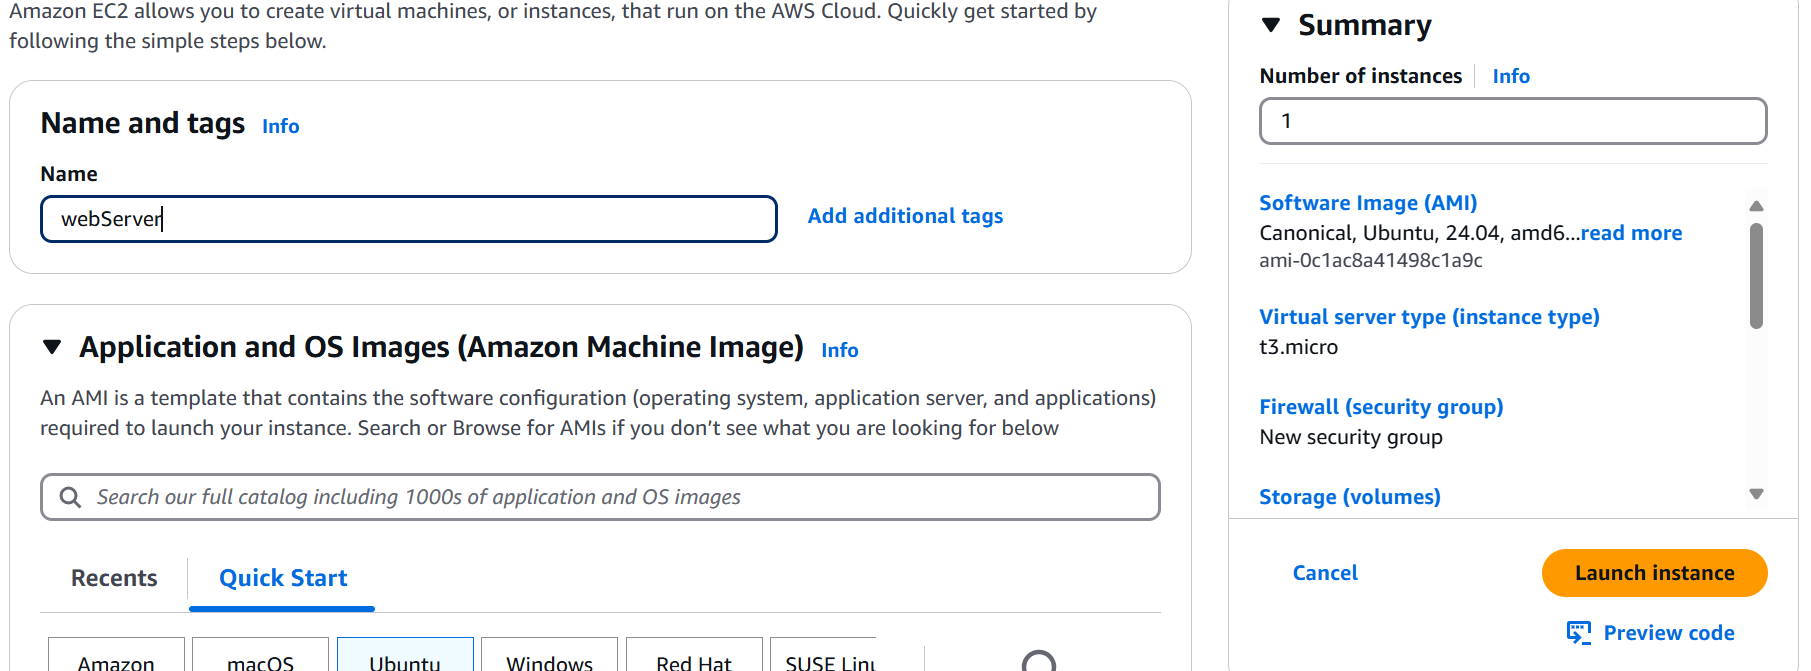 Amazon EC2 allows you to create virtual machines, or instances, that run on the AWS Cloud. Quickly get started by
following the simple steps below.
Name and tags Info
Name
webServer
Add additional tags
Application and OS Images (Amazon Machine Image) Info
An AMI is a template that contains the software configuration (operating system, application server, and applications)
required to launch your instance. Search or Browse for AMIs if you don’t see what you are looking for below
Search our full catalog including 1000s of application and OS images
Recents
Quick Start
Amazon
macOS
Ubuntu
Windows
Red Hat
SUSE Linu
Summary
Number of instances Info
1
Software Image (AMI)
Canonical, Ubuntu, 24.04, amd6...read more
ami-0c1ac8a41498c1a9c
Virtual server type (instance type)
t3.micro
Firewall (security group)
New security group
Storage (volumes)
Cancel
Launch instance
Preview code